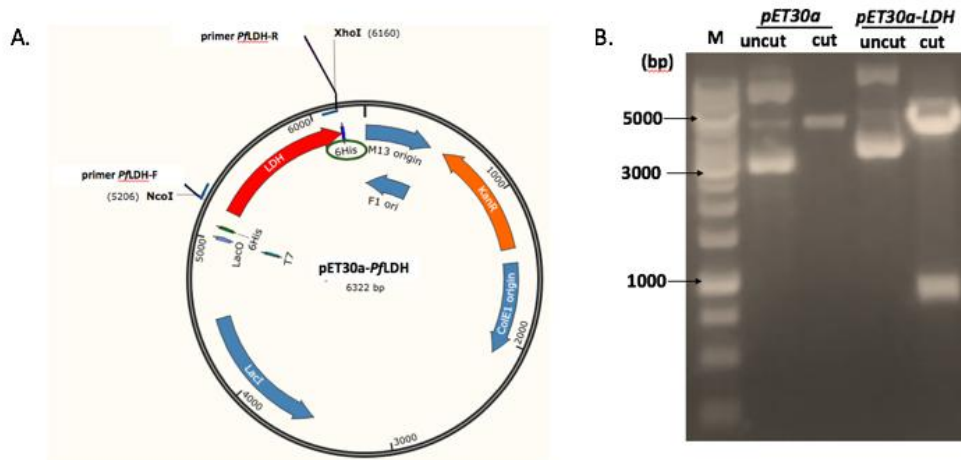 A.
primer PfLDH-R
XhoI (6160)
6000
LDH
6His
M13 origin
primer PfLDH-F
(5206) NcoI
F1 ori
KanR
1000
5000
LacO
6His
T7
pET30a-PfLDH
6322 bp
ColE1 origin
2000
LacI
4000
3000
B.
pET30a
pET30a-LDH
M uncut cut uncut cut
(bp)
5000
3000
1000